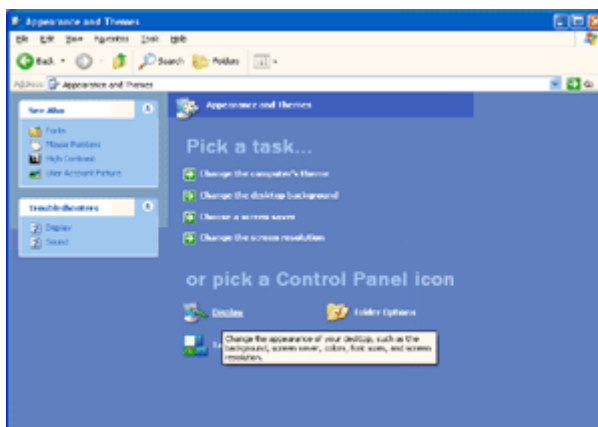 Appearance and Themes
File Edit View Favorites Tools Help
Back Search Folders
Address Appearance and Themes Go
See Also
Fonts
Mouse Pointers
High Contrast
User Account Picture
Troubleshooters
Display
Sound
Appearance and Themes
Pick a task...
Change the computer's theme
Change the desktop background
Choose a screen saver
Change the screen resolution
or pick a Control Panel icon
Display
Folder Options
Change the appearance of your desktop, such as the
background, screen saver, colors, font sizes, and screen
resolution.